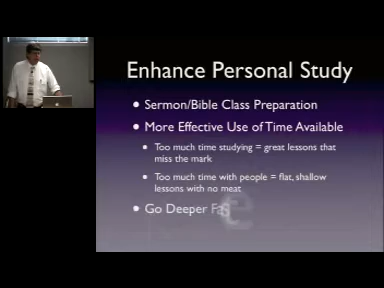 Enhance Personal Study
Sermon/Bible Class Preparation
More Effective Use of Time Available
Too much time studying = great lessons that
miss the mark
Too much time with people = flat, shallow
lessons with no meat
Go Deeper Fas e